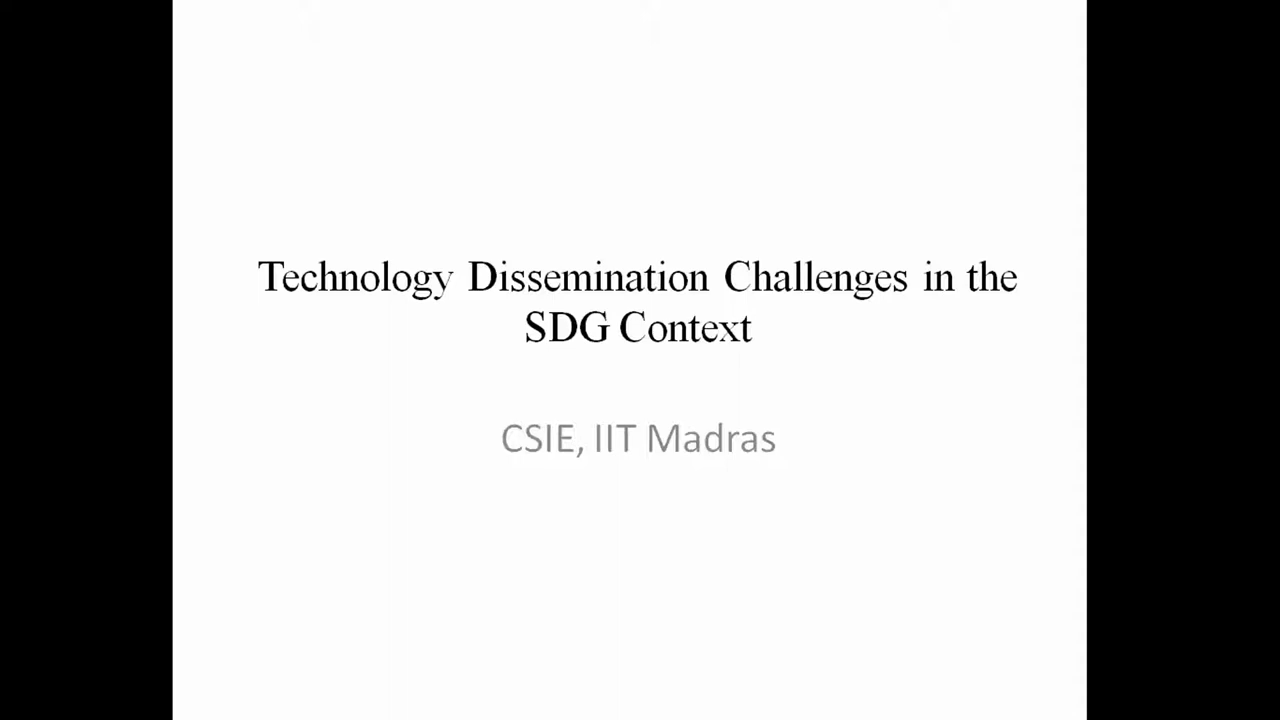 Technology Dissemination Challenges in the
SDG Context
CSIE, IIT Madras